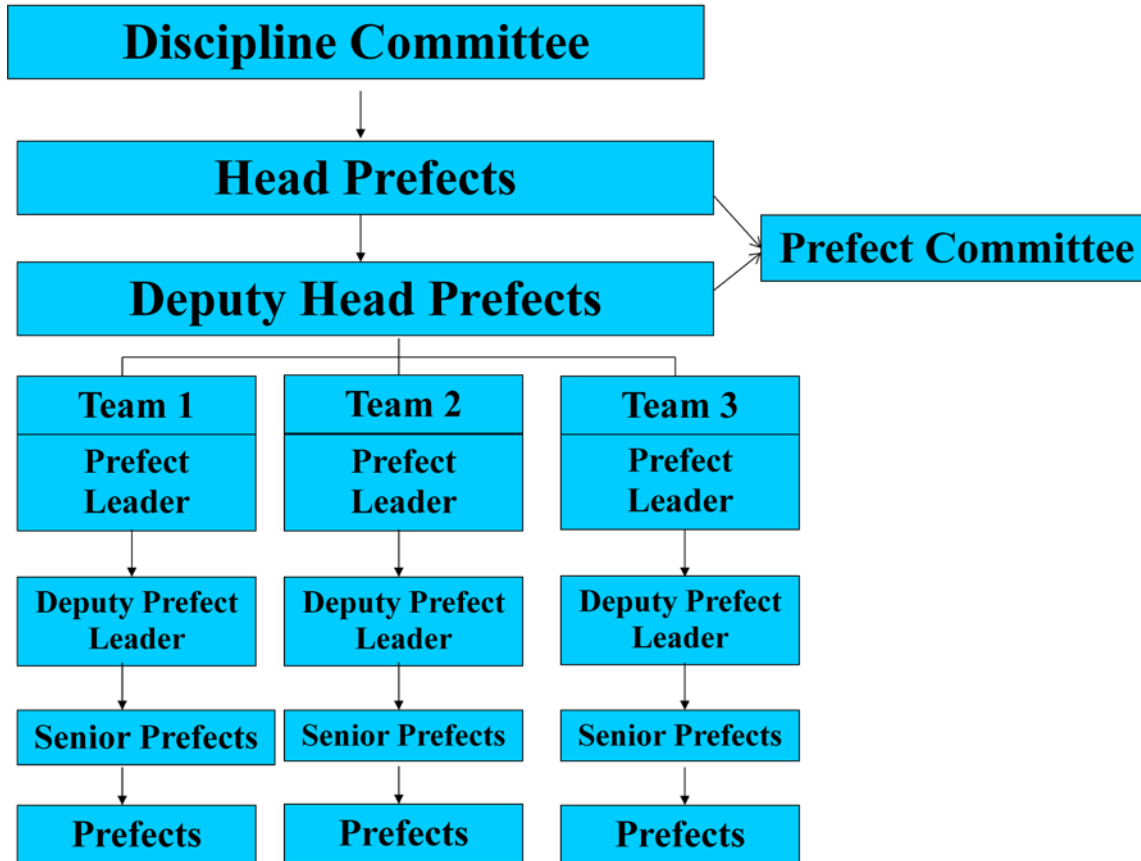 Discipline Committee
Head Prefects
Prefect Committee
Deputy Head Prefects
Team 1
Prefect
Leader
Deputy Prefect
Leader
Senior Prefects
Prefects
Team 2
Prefect
Leader
Deputy Prefect
Leader
Senior Prefects
Prefects
Team 3
Prefect
Leader
Deputy Prefect
Leader
Senior Prefects
Prefects